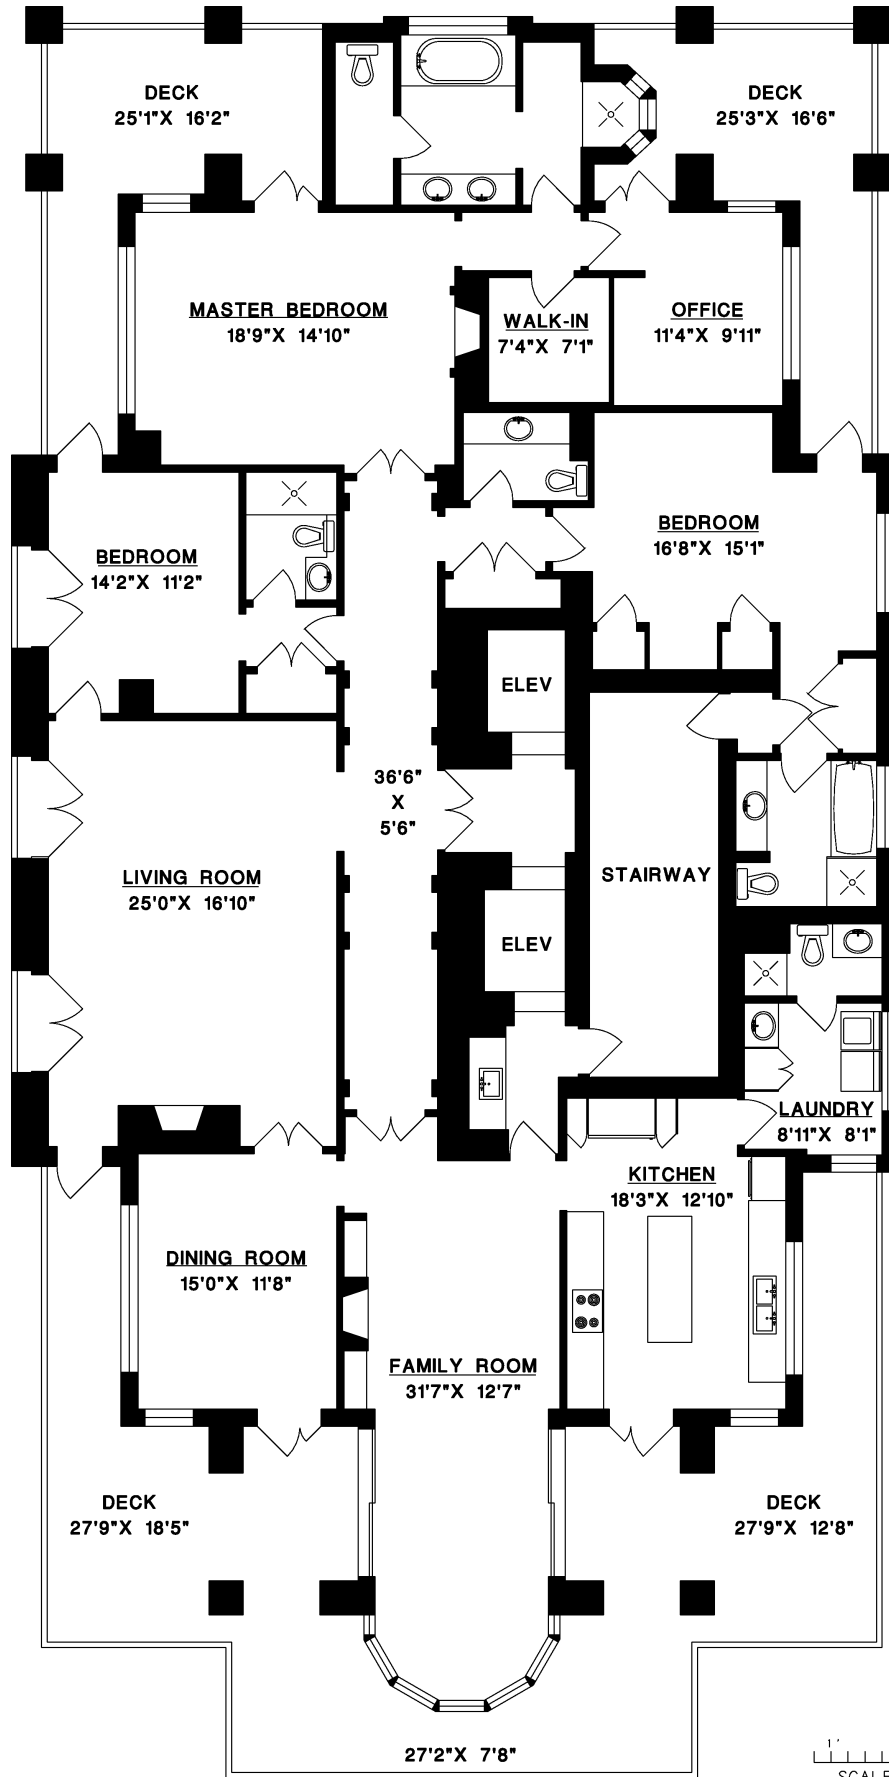 DECK
25'1"X 16'2"
DECK
25'3"X 16'6"
MASTER BEDROOM
18'9"X 14'10"
WALK-IN
7'4"X 7'1"
OFFICE
11'4"X 9'11"
BEDROOM
14'2"X 11'2"
BEDROOM
16'8"X 15'1"
ELEV
36'6"
X
5'6"
LIVING ROOM
25'0"X 16'10"
STAIRWAY
ELEV
LAUNDRY
8'11"X 8'1"
KITCHEN
18'3"X 12'10"
DINING ROOM
15'0"X 11'8"
FAMILY ROOM
31'7"X 12'7"
DECK
27'9"X 18'5"
DECK
27'9"X 12'8"
27'2"X 7'8"
1'
SCALE